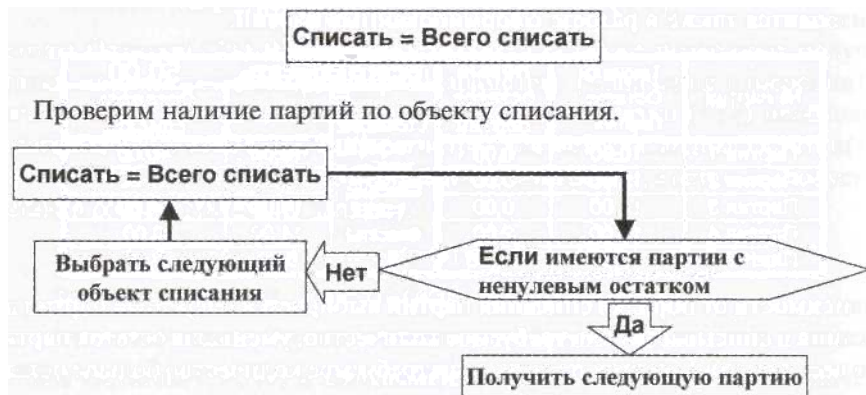 Списать = Всего списать
Проверим наличие партий по объекту списания.
Списать = Всего списать
Выбрать следующий
объект списания
Нет
Если имеются партии с
ненулевым остатком
Да
Получить следующую партию